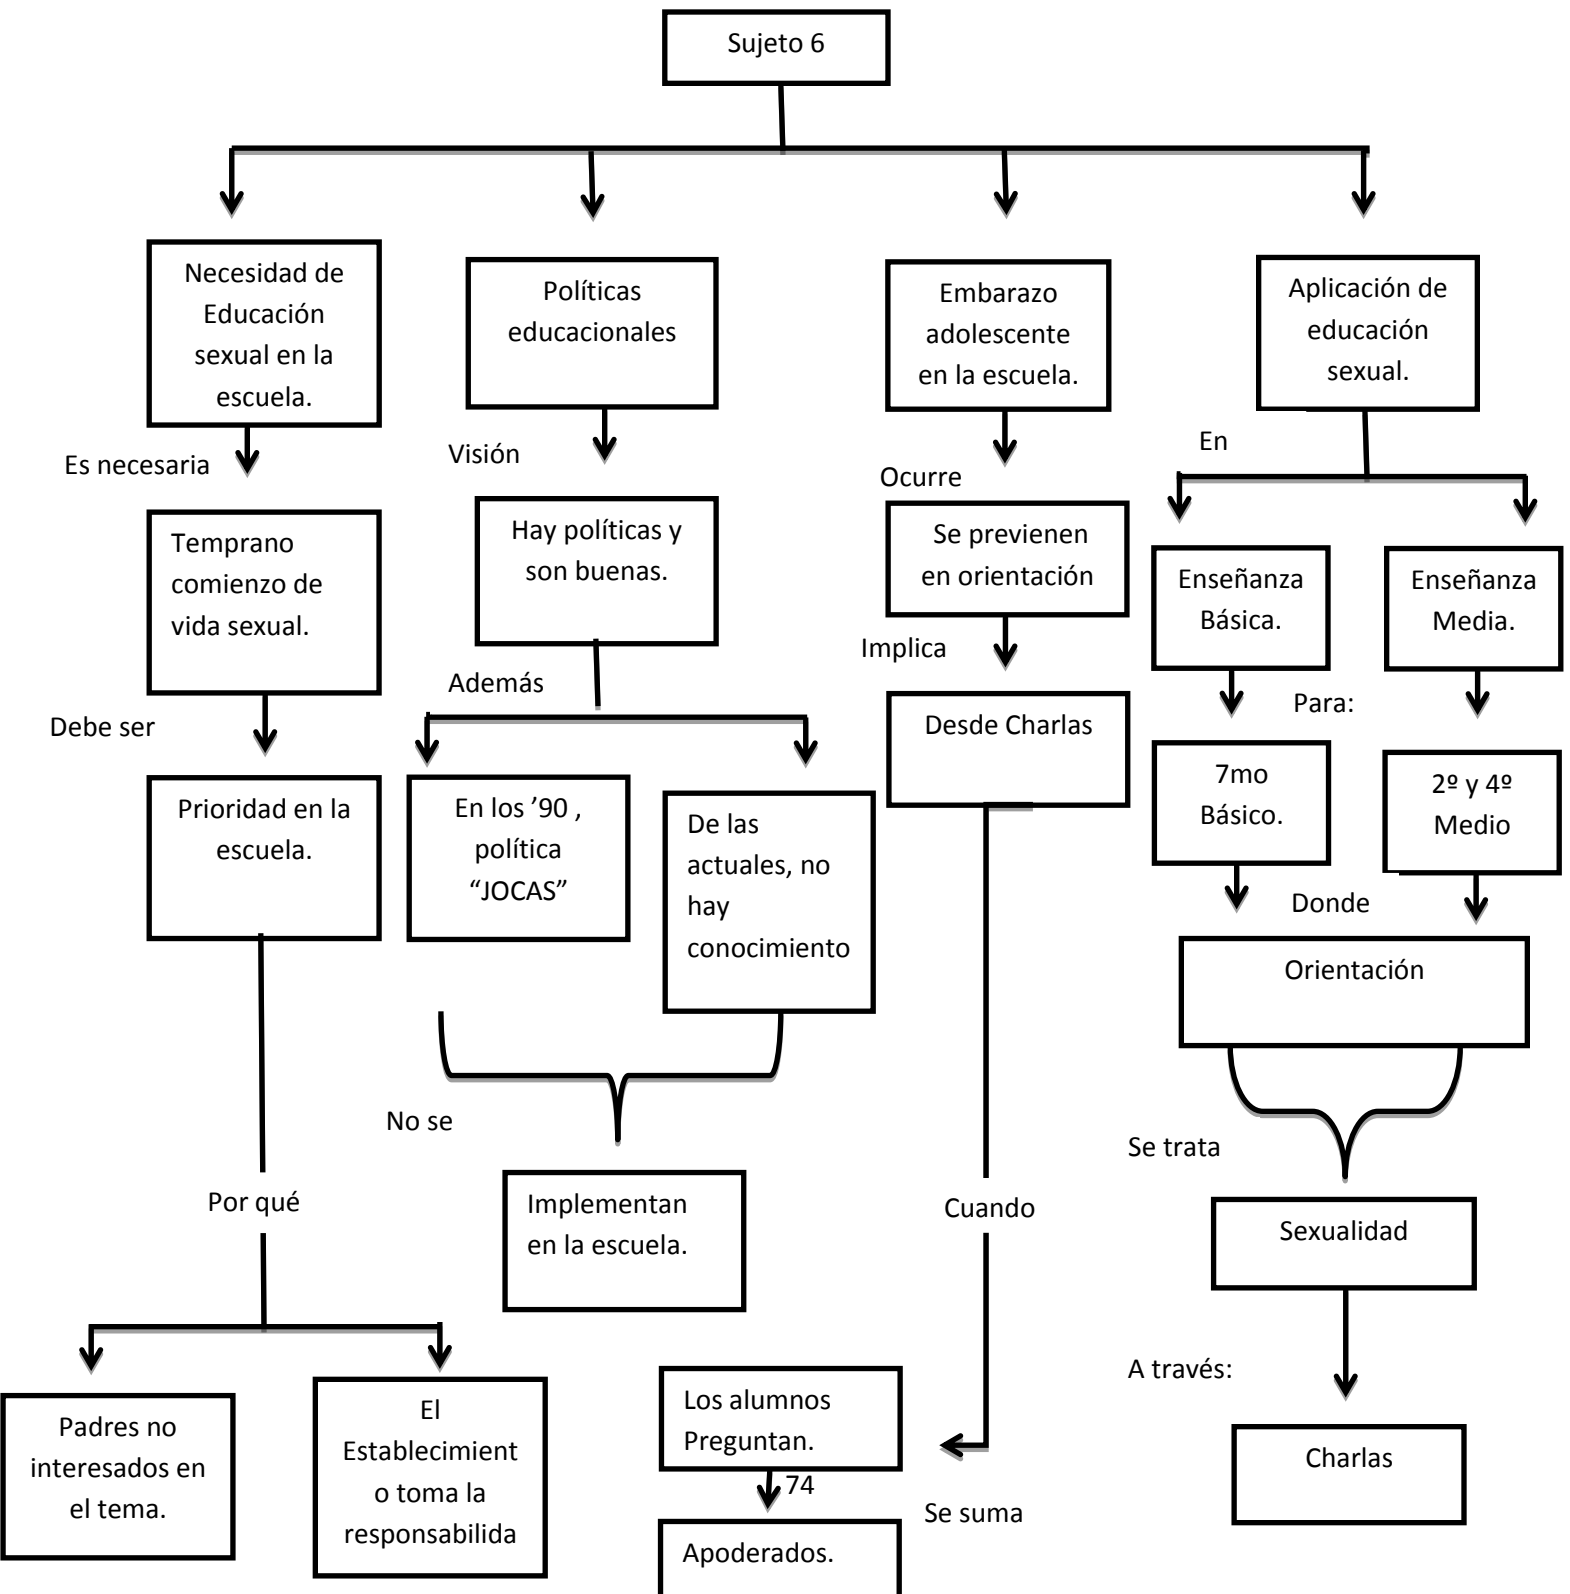 Sujeto 6
Necesidad de
Educación
sexual en la
escuela.
Políticas
educacionales
Embarazo
adolescente
en la escuela.
Aplicación de
educación
sexual.
Es necesaria
Visión
Ocurre
En
Temprano
comienzo de
vida sexual.
Hay políticas y
son buenas.
Se previenen
en orientación
Enseñanza
Básica.
Enseñanza
Media.
Debe ser
Además
Implica
Para:
Prioridad en la
escuela.
En los ’90 ,
política
“JOCAS”
De las
actuales, no
hay
conocimiento
Desde Charlas
7mo
Básico.
2º y 4º
Medio
Donde
Orientación
No se
Se trata
Por qué
Implementan
en la escuela.
Cuando
Sexualidad
A través:
Padres no
interesados en
el tema.
El
Establecimient
o toma la
responsabilida
Los alumnos
Preguntan.
74
Se suma
Apoderados.
Charlas